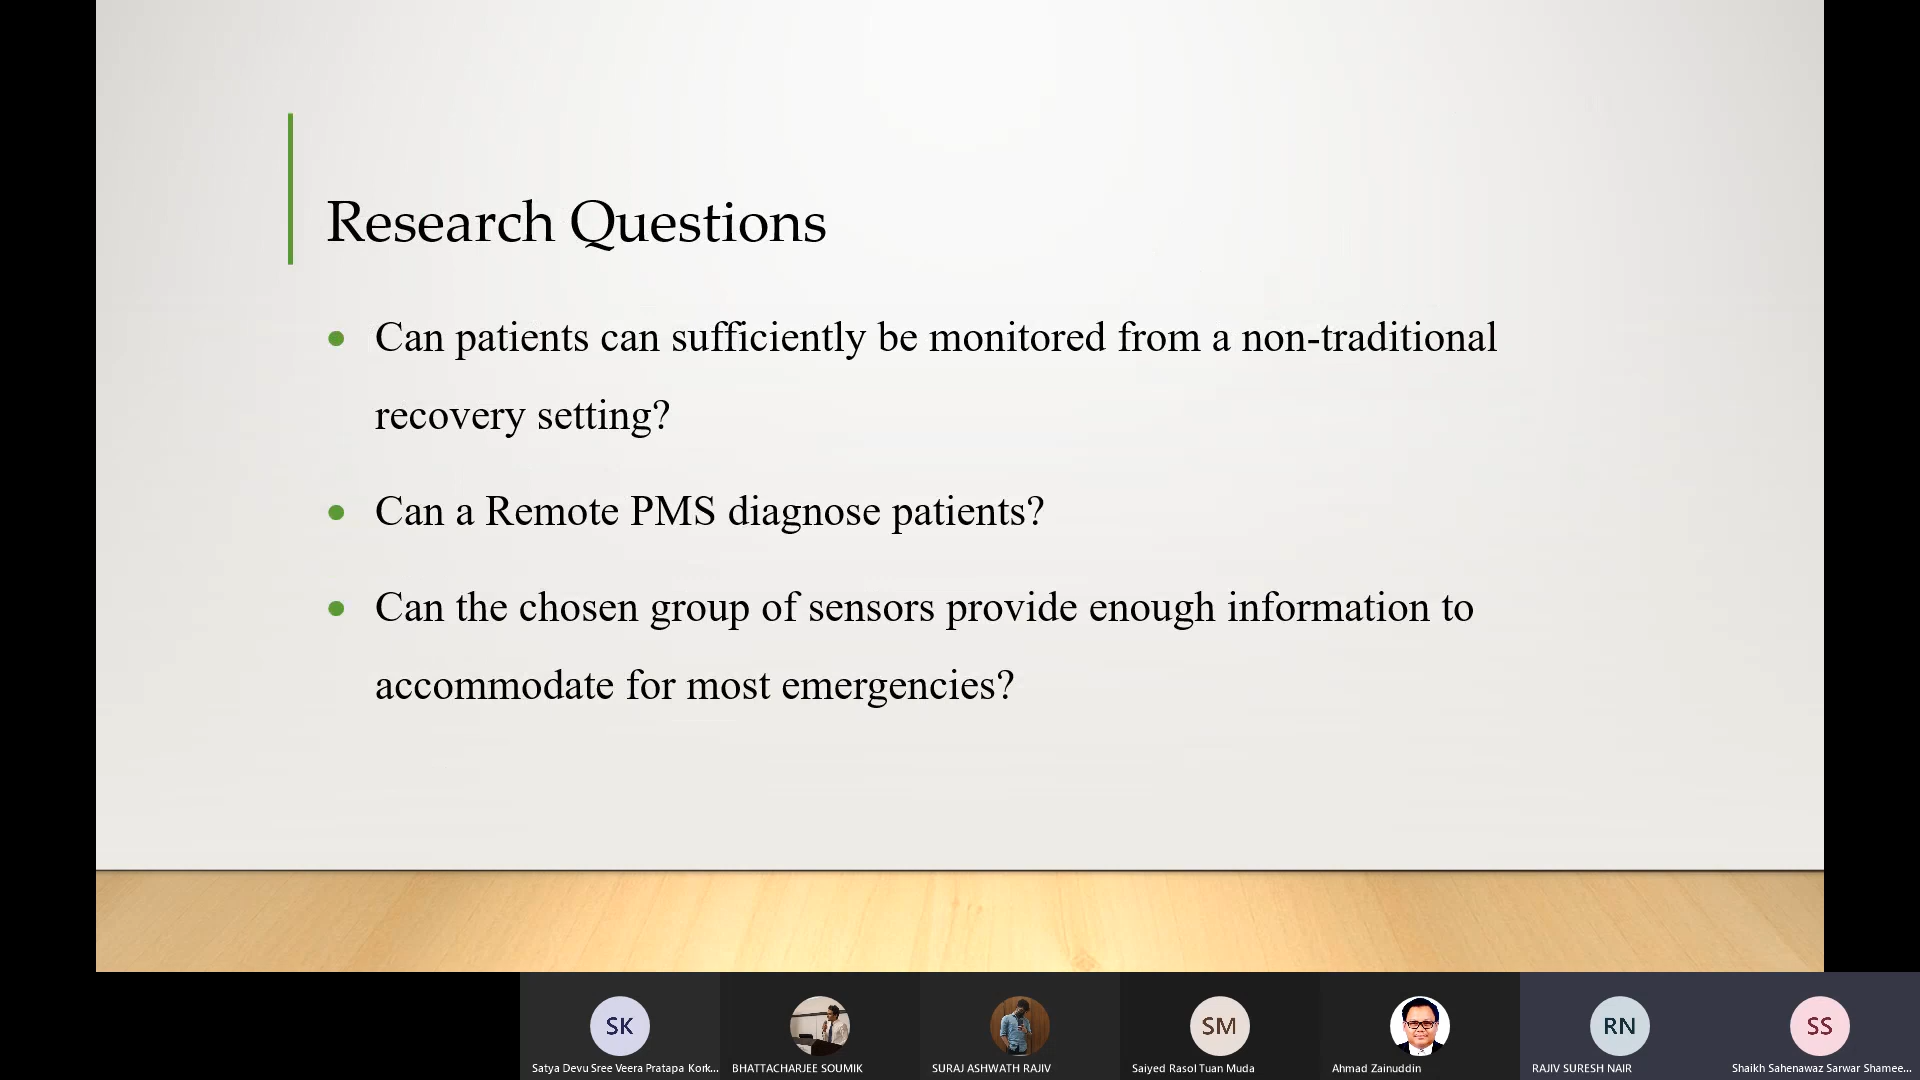 Research Questions
Can patients can sufficiently be monitored from a non-traditional
recovery setting?
Can a Remote PMS diagnose patients?
Can the chosen group of sensors provide enough information to
accommodate for most emergencies?
SK
SM
RN
SS
Satya Devu Sree Veera Pratapa Kork...
BHATTACHARJEE SOUMIK
SURAJ ASHWATH RAJIV
Saiyed Rasol Tuan Muda
Ahmad Zainuddin
RAJIV SURESH NAIR
Shaikh Sahenawaz Sarwar Shamee...